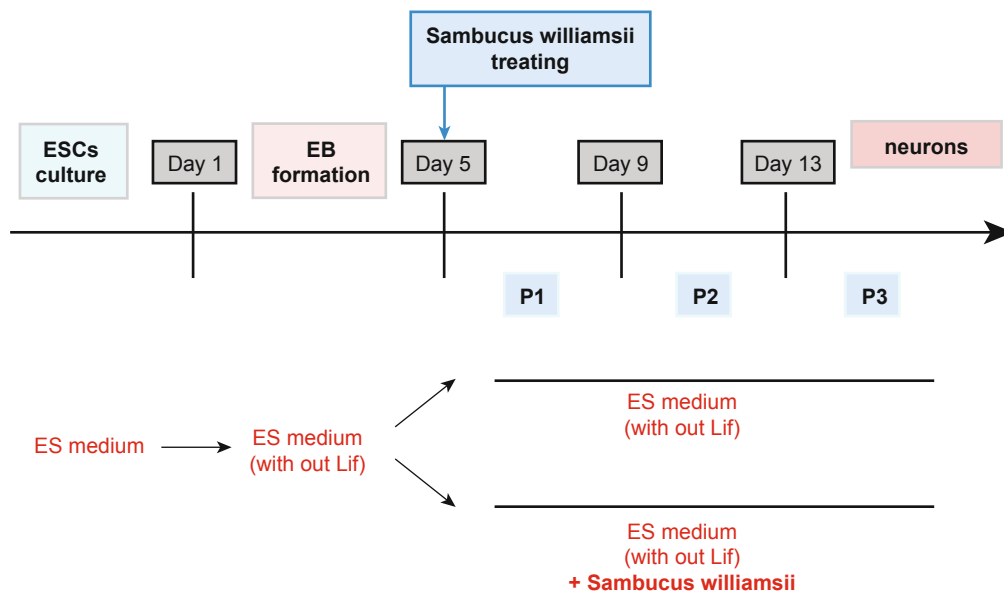 Sambucus williamsii
treating
ESCs
culture
Day 1
EB
formation
Day 5
Day 9
Day 13
neurons
P1
P2
P3
ES medium
ES medium
(with out Lif)
ES medium
(with out Lif)
ES medium
(with out Lif)
+ Sambucus williamsii